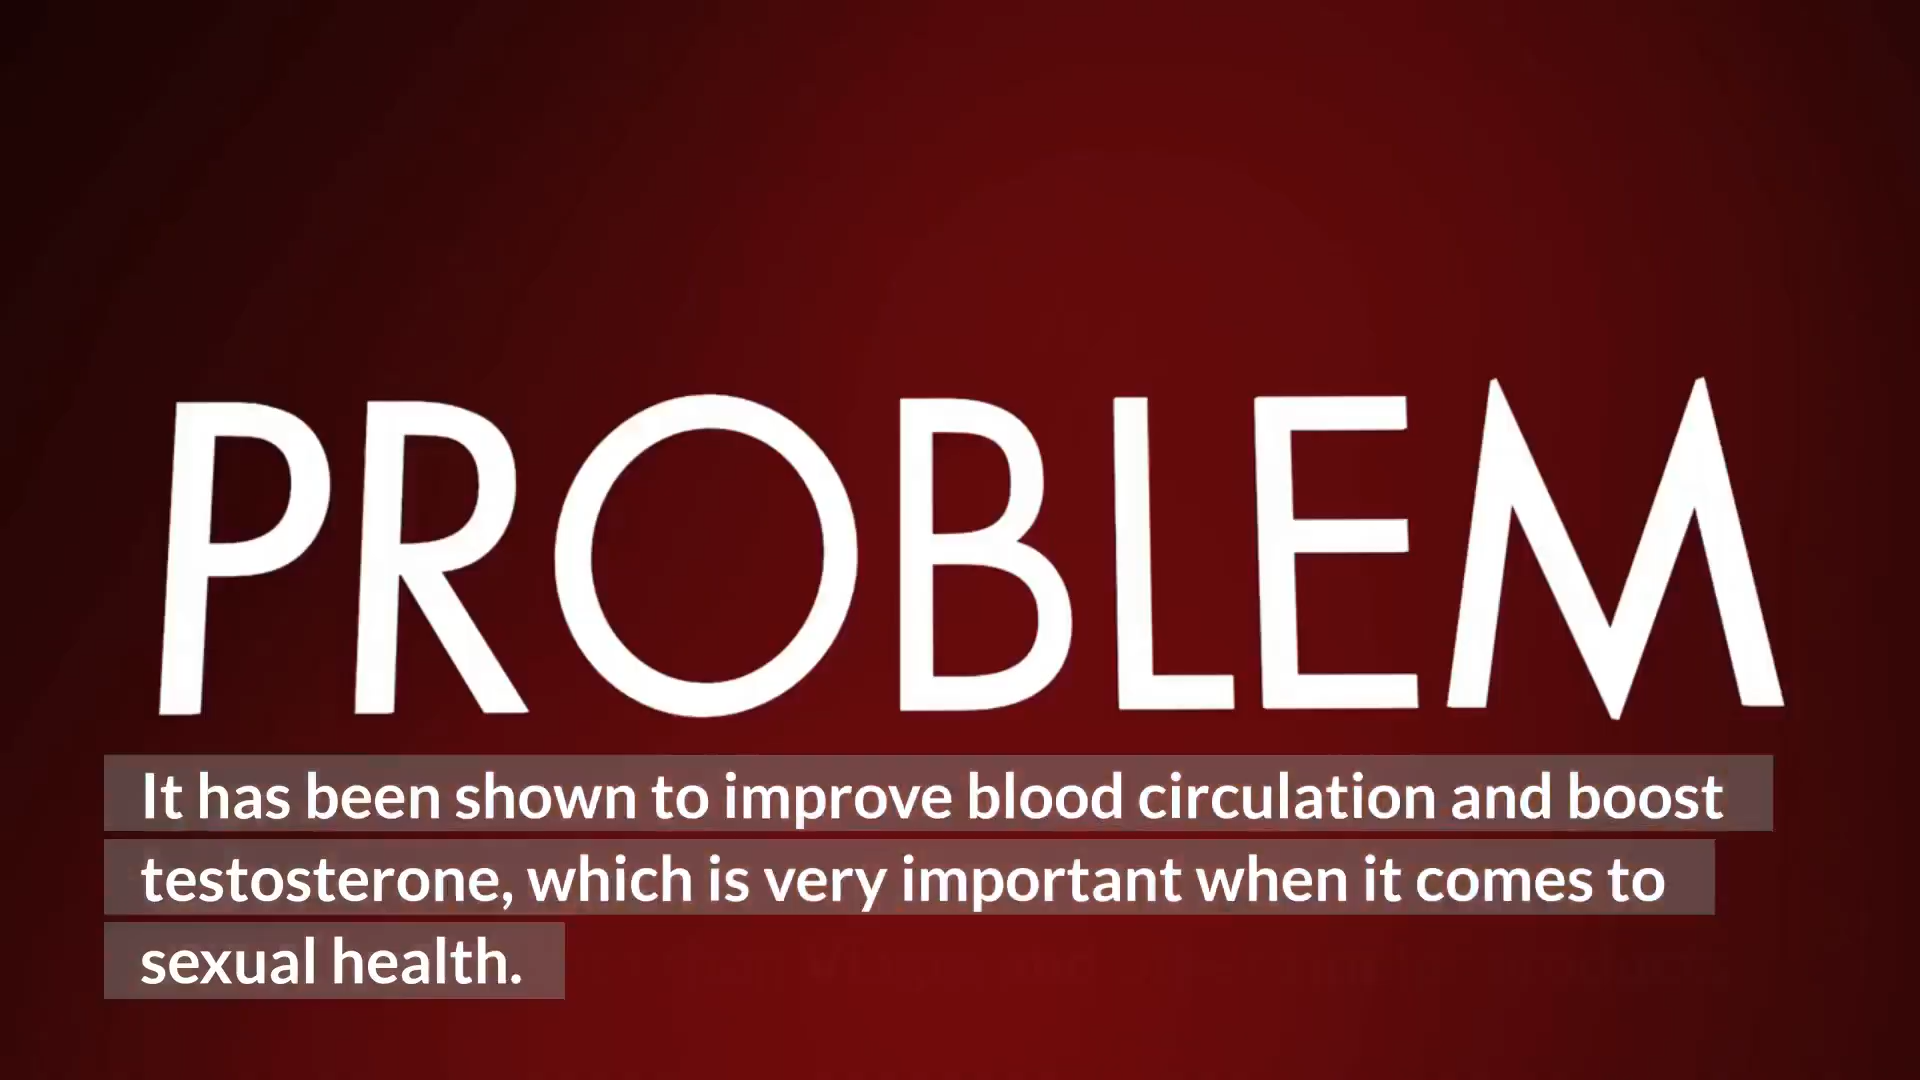 PROBLEM
It has been shown to improve blood circulation and boost
testosterone, which is very important when it comes to
sexual health.